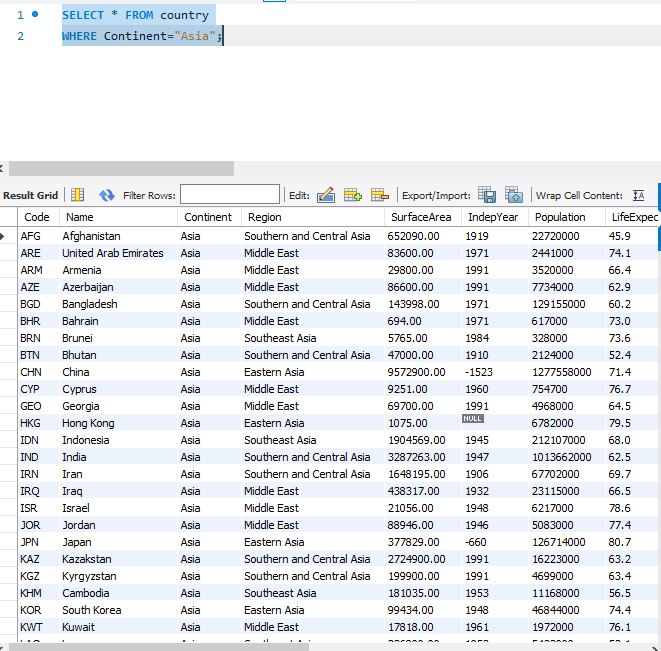 1 SELECT * FROM country
2 WHERE Continent="Asia";
Result Grid Filter Rows: Edit: Export/Import: Wrap Cell Content: IA
Code Name Continent Region SurfaceArea IndepYear Population LifeExpec
AFG Afghanistan Asia Southern and Central Asia 652090.00 1919 22720000 45.9
ARE United Arab Emirates Asia Middle East 83600.00 1971 2441000 74.1
ARM Armenia Asia Middle East 29800.00 1991 3520000 66.4
AZE Azerbaijan Asia Middle East 86600.00 1991 7734000 62.9
BGD Bangladesh Asia Southern and Central Asia 143998.00 1971 129155000 60.2
BHR Bahrain Asia Middle East 694.00 1971 617000 73.0
BRN Brunei Asia Southeast Asia 5765.00 1984 328000 73.6
BTN Bhutan Asia Southern and Central Asia 47000.00 1910 2124000 52.4
CHN China Asia Eastern Asia 9572900.00 -1523 1277558000 71.4
CYP Cyprus Asia Middle East 9251.00 1960 754700 76.7
GEO Georgia Asia Middle East 69700.00 1991 4968000 64.5
HKG Hong Kong Asia Eastern Asia 1075.00 NULL 6782000 79.5
IDN Indonesia Asia Southeast Asia 1904569.00 1945 212107000 68.0
IND India Asia Southern and Central Asia 3287263.00 1947 1013662000 62.5
IRN Iran Asia Southern and Central Asia 1648195.00 1906 67702000 69.7
IRQ Iraq Asia Middle East 438317.00 1932 23115000 66.5
ISR Israel Asia Middle East 21056.00 1948 6217000 78.6
JOR Jordan Asia Middle East 88946.00 1946 5083000 77.4
JPN Japan Asia Eastern Asia 377829.00 -660 126714000 80.7
KAZ Kazakstan Asia Southern and Central Asia 2724900.00 1991 16223000 63.2
KGZ Kyrgyzstan Asia Southern and Central Asia 199900.00 1991 4699000 63.4
KHM Cambodia Asia Southeast Asia 181035.00 1953 11168000 56.5
KOR South Korea Asia Eastern Asia 99434.00 1948 46844000 74.4
KWT Kuwait Asia Middle East 17818.00 1961 1972000 76.1